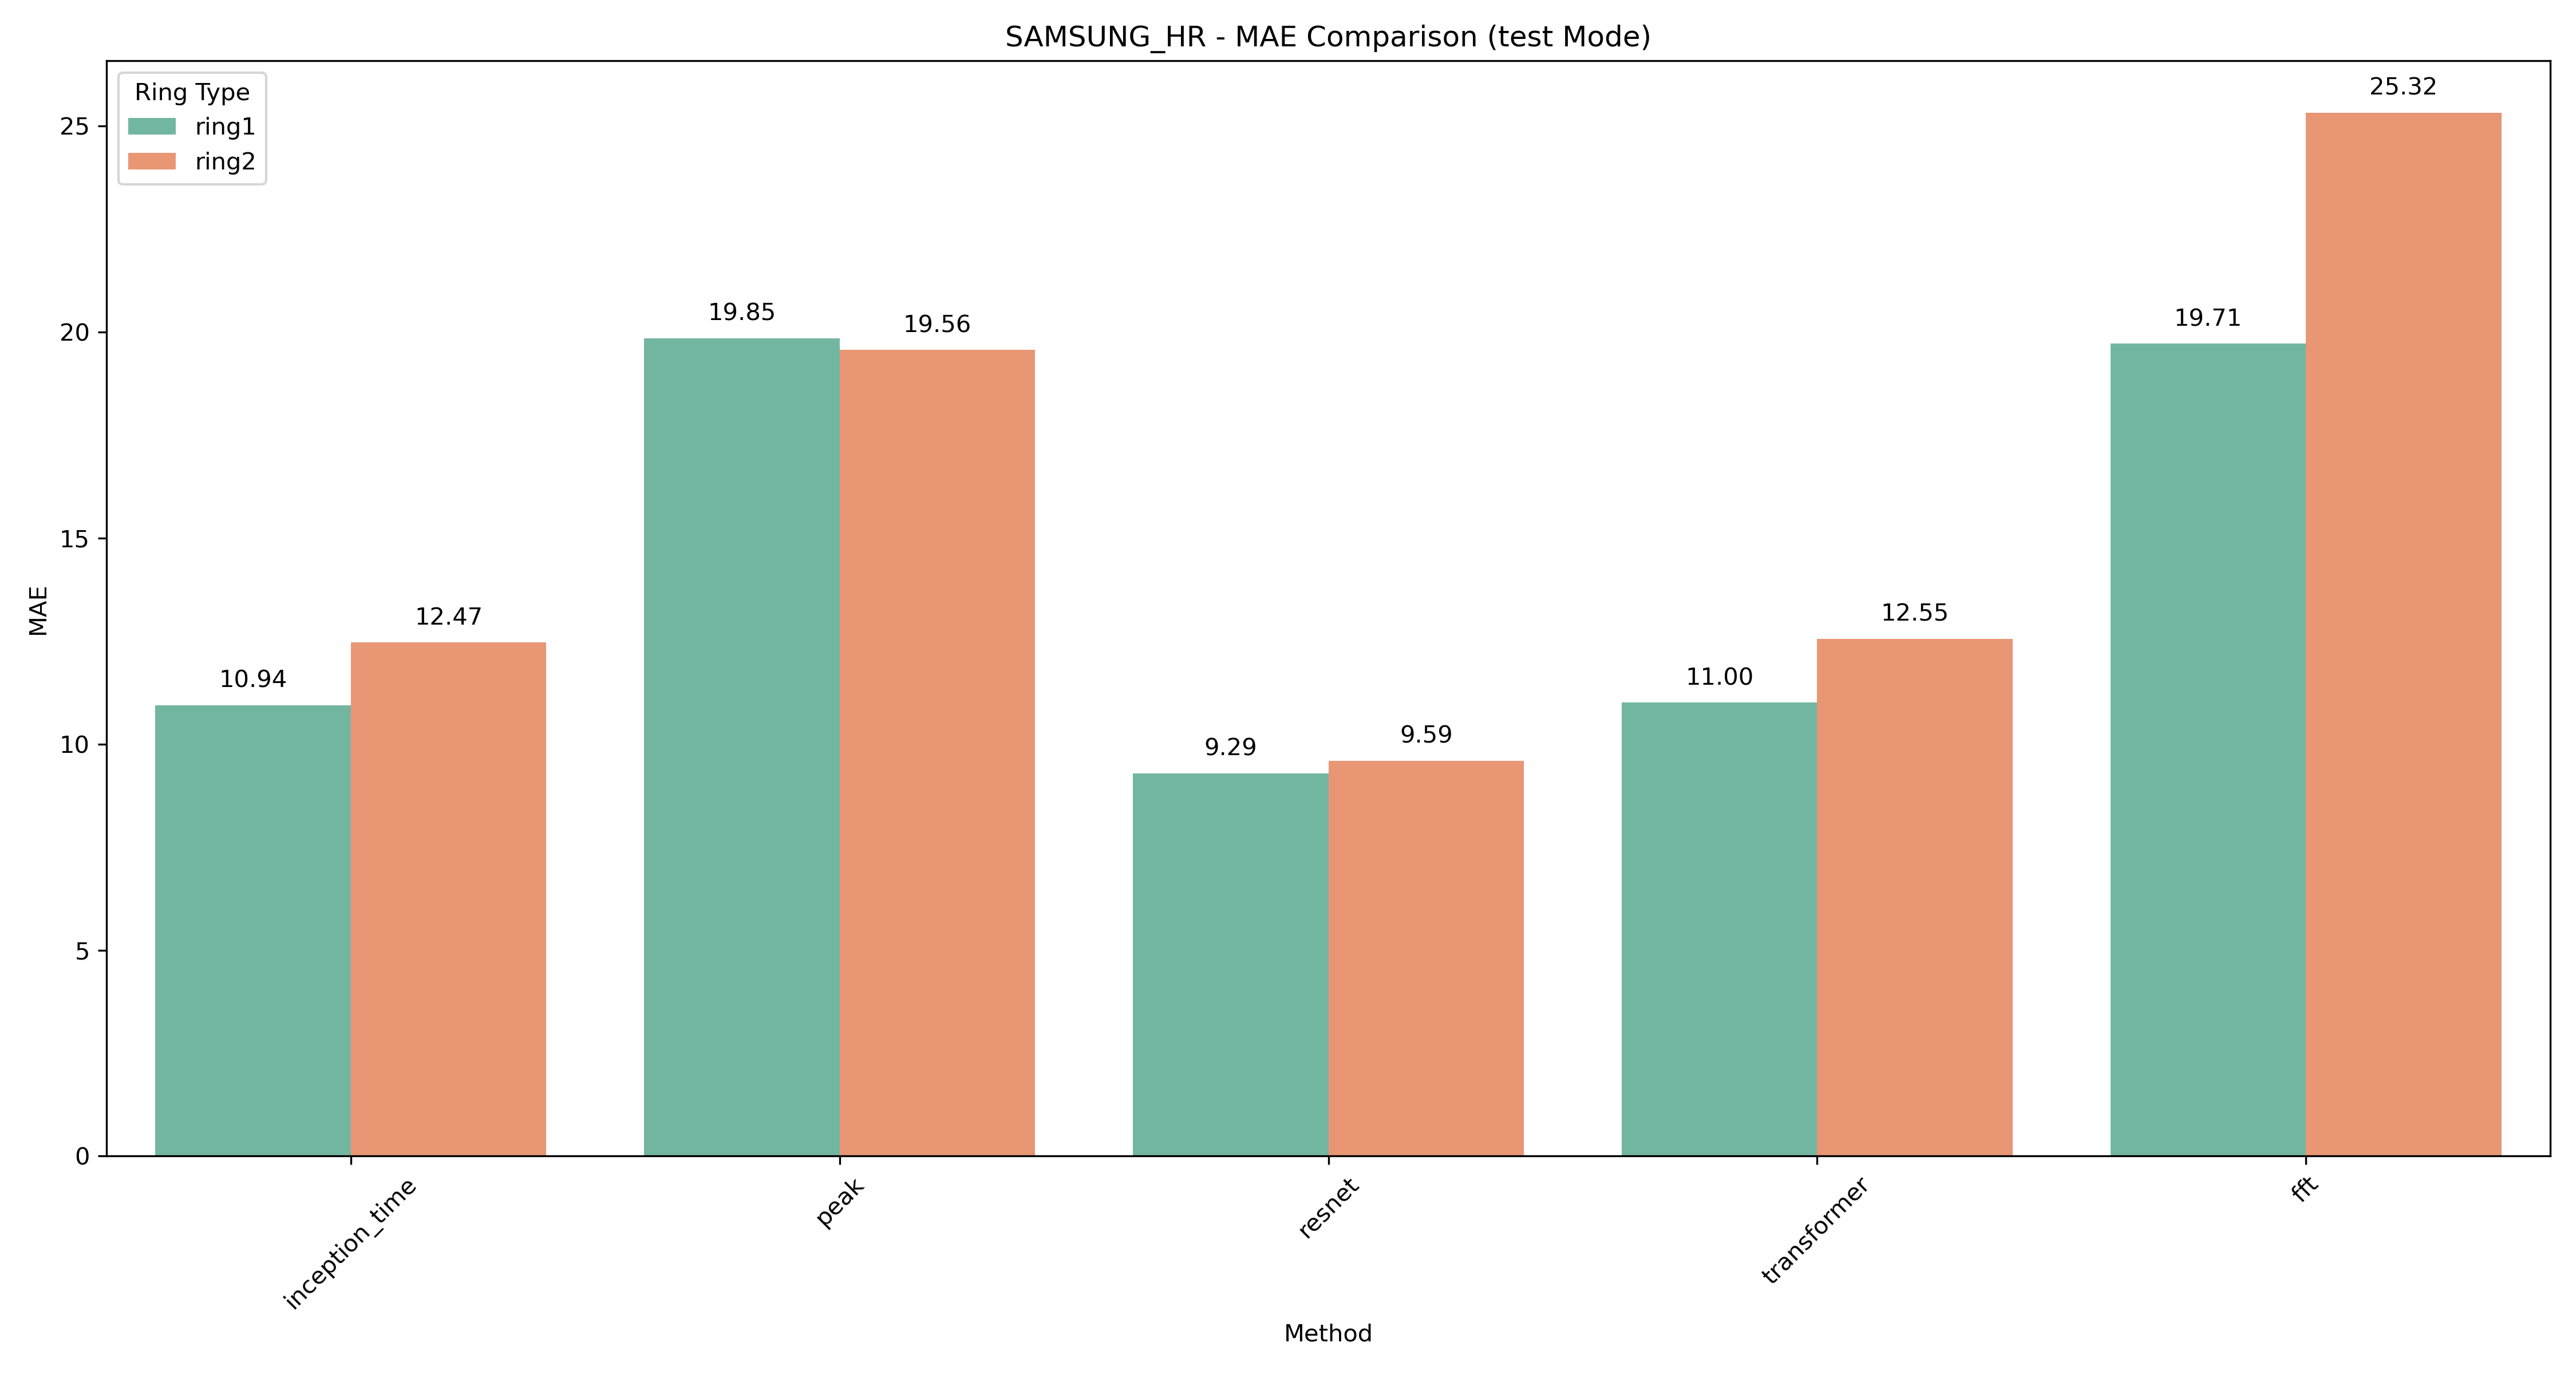 SAMSUNG_HR - MAE Comparison (test Mode)
Ring Type
ring1
ring2
MAE
25
20
15
10
5
0
10.94
12.47
19.85
19.56
9.29
9.59
11.00
12.55
19.71
25.32
inception_time
peak
resnet
transformer
fft
Method